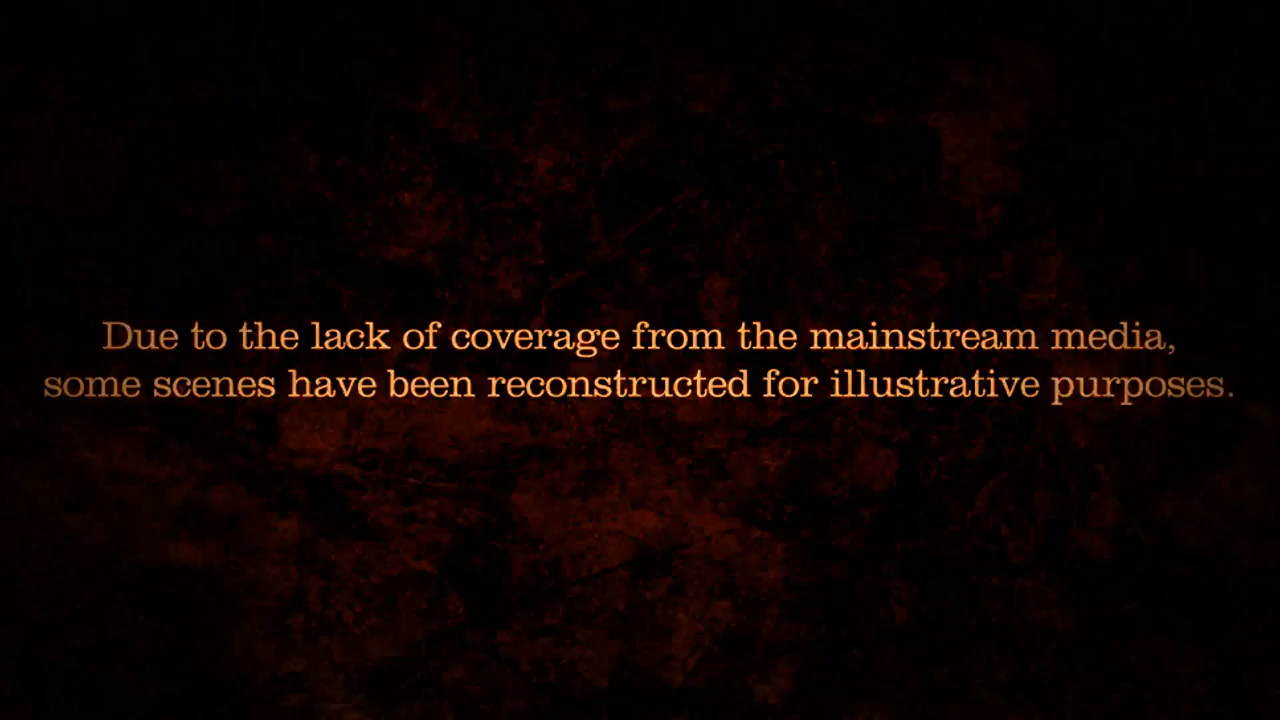 Due to the lack of coverage from the mainstream media,
some scenes have been reconstructed for illustrative purposes.